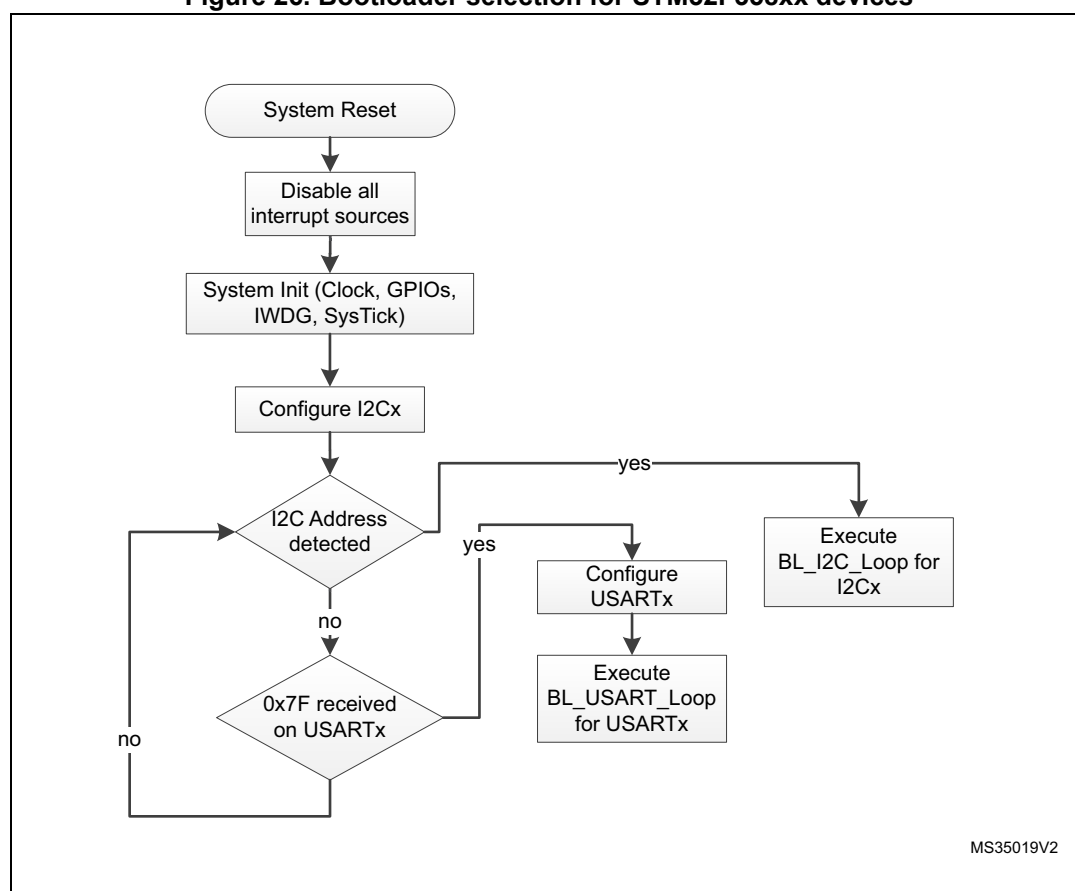 System Reset
Disable all
interrupt sources
System Init (Clock, GPIOs,
IWDG, SysTick)
Configure I2Cx
I2C Address
detected
yes
Execute
BL_I2C_Loop for
I2Cx
yes
Configure
USARTx
no
Execute
BL_USART_Loop
for USARTx
0x7F received
on USARTx
no
MS35019V2